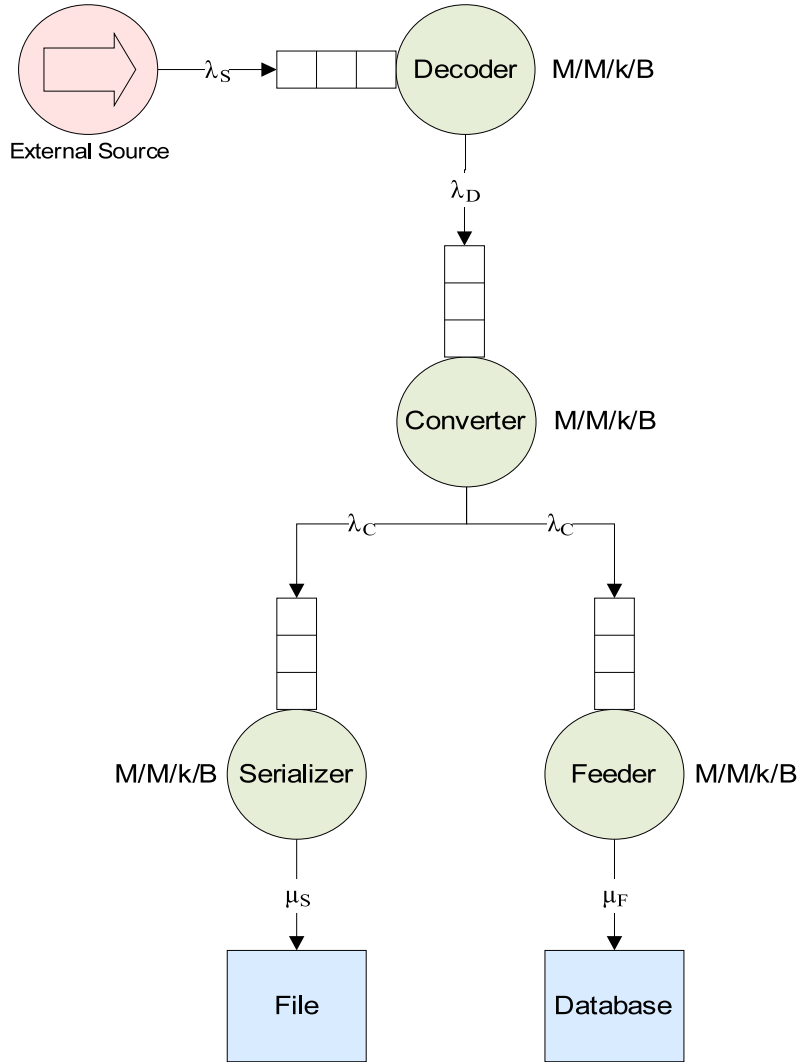 λS
Decoder
M/M/k/B
External Source
λD
Converter
M/M/k/B
λC
λC
M/M/k/B
Serializer
Feeder
M/M/k/B
μS
μF
File
Database